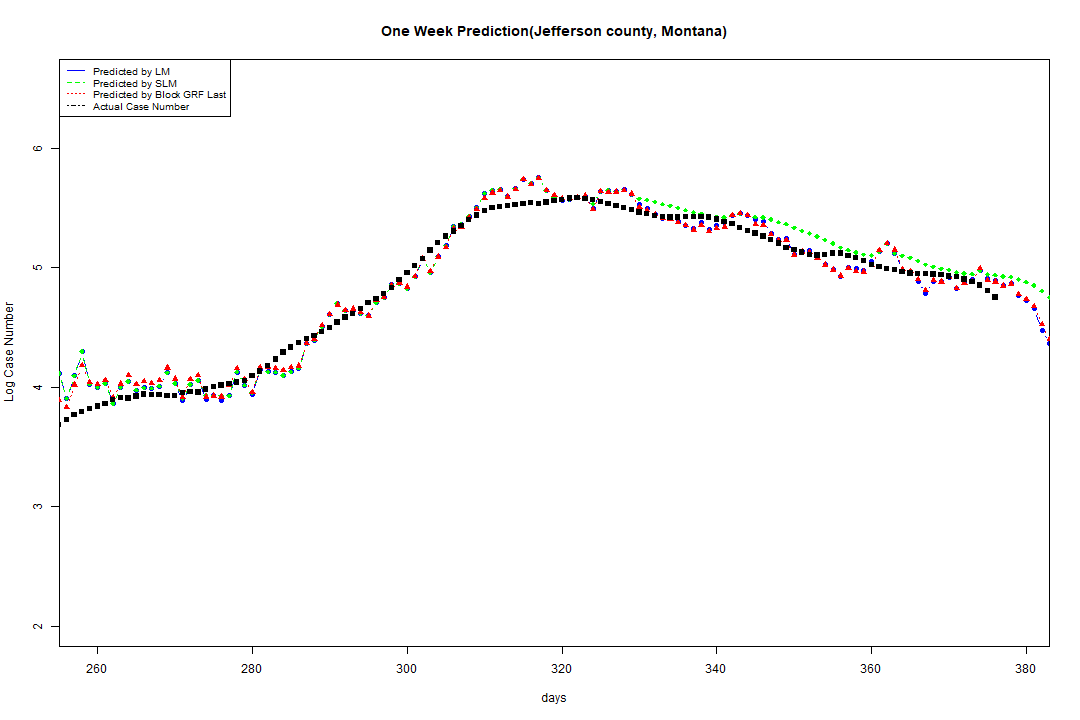 One Week Prediction(Jefferson county, Montana)
Predicted by LM
Predicted by SLM
Predicted by Block GRF Last
Actual Case Number
6
5
4
3
2
Log Case Number
260 280 300 320 340 360 380
days